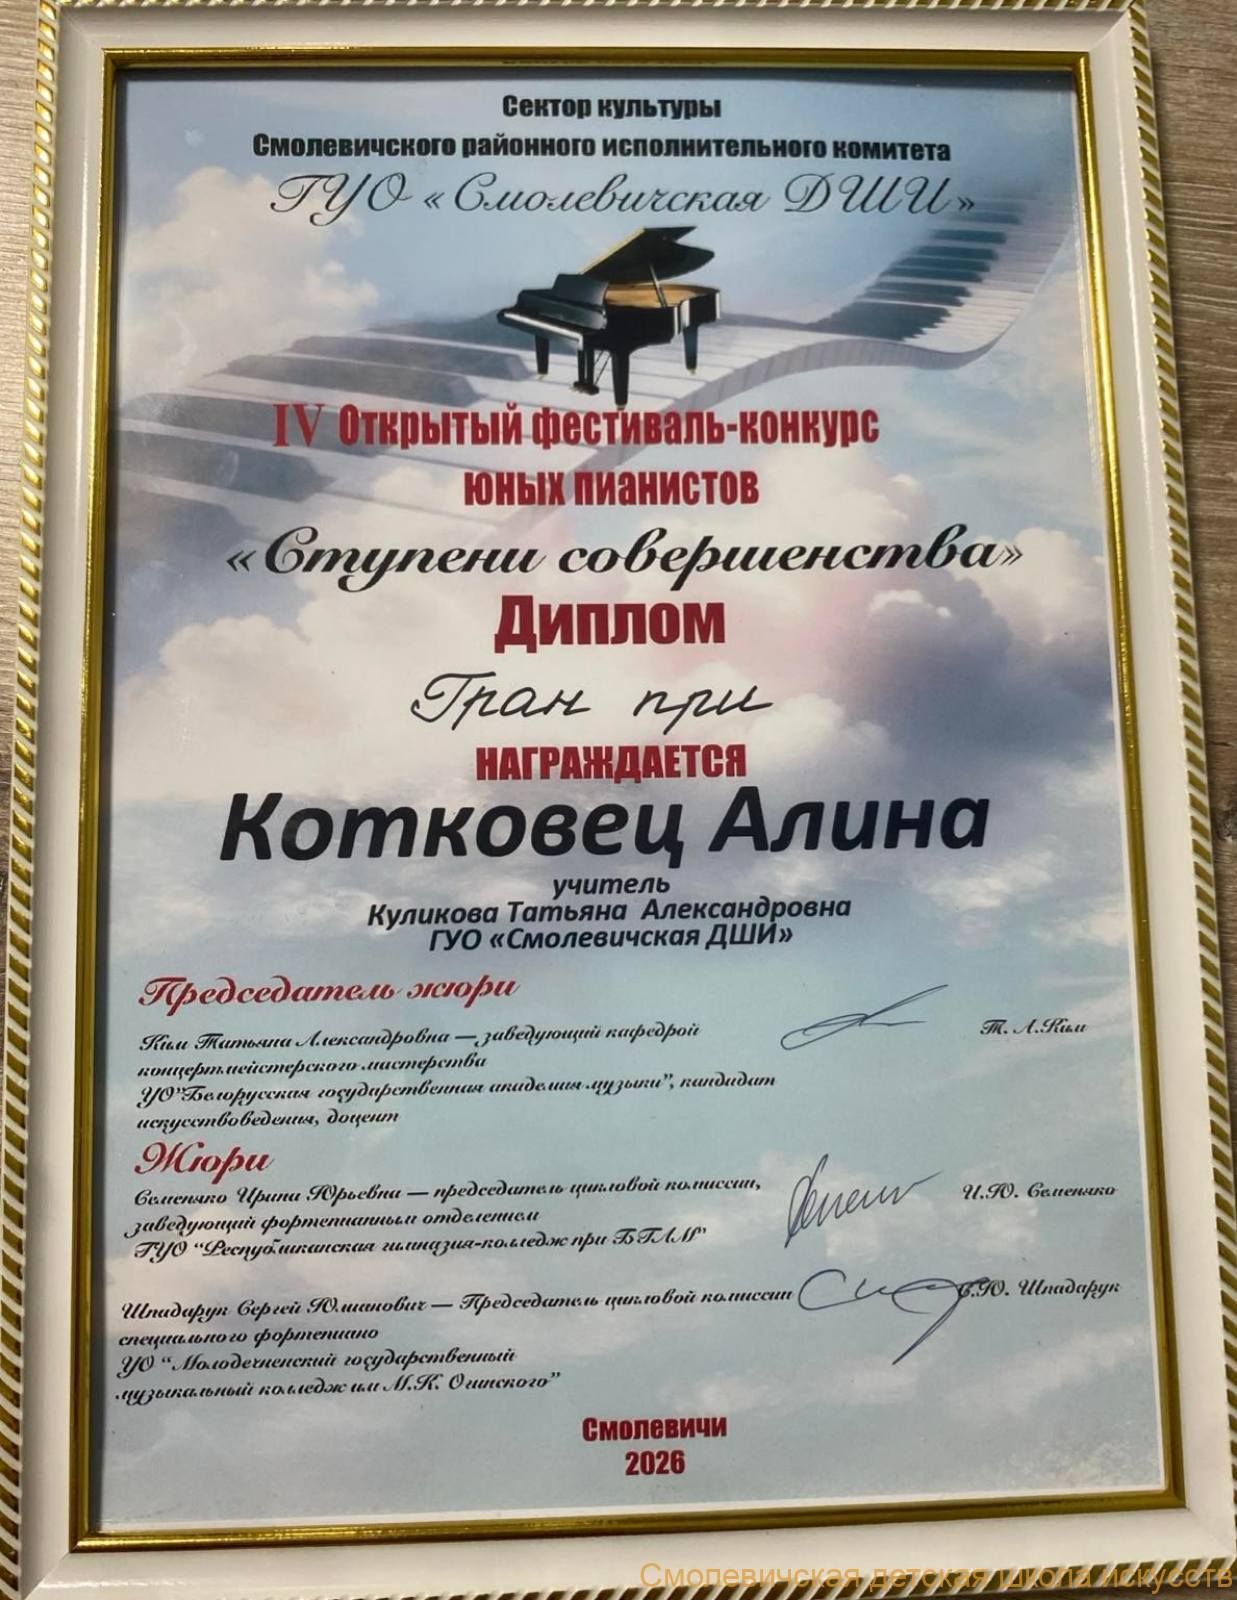 Сектор культуры
Смолевичского районного исполнительного комитета
ГУО «Смолевичская ДШИ»
IV Открытый фестиваль-конкурс
юных пианистов
«Ступени совершенства»
Диплом
Гран при
НАГРАЖДАЕТСЯ
Котковец Алина
учитель
Куликова Татьяна Александровна
ГУО «Смолевичская ДШИ»
Председатель жюри
Ким Татьяна Александровна — заведующий кафедрой
концертмейстерского мастерства
УО"Белорусская государственная академия музыки", кандидат
искусствоведения, доцент
Т. А.Ким
Жюри
Семеняко Ирина Юрьевна — председатель цикловой комиссии,
заведующий фортепианным отделением
ГУО "Республиканская гимназия-колледж при БГАМ"
И.Ю. Семеняко
Шпадарук Сергей Юлианович — Председатель цикловой комиссии
специального фортепиано
УО "Молодечненский государственный
музыкальный колледж им М.К. Огинского"
С.Ю. Шпадарук
Смолевичи
2026
Смолевичская детская школа искусств